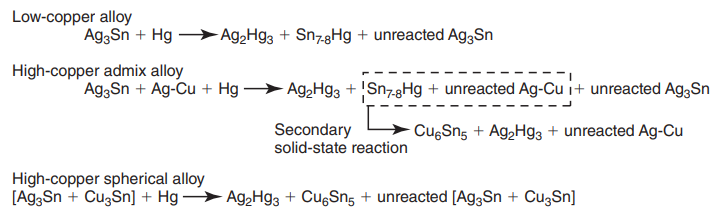 Low-copper alloy
Ag₃Sn + Hg → Ag₂Hg₃ + Sn₇₋₈Hg + unreacted Ag₃Sn
High-copper admix alloy
Ag₃Sn + Ag-Cu + Hg → Ag₂Hg₃ + Sn₇₋₈Hg + unreacted Ag-Cu + unreacted Ag₃Sn
Secondary → Cu₆Sn₅ + Ag₂Hg₃ + unreacted Ag-Cu
solid-state reaction
High-copper spherical alloy
[Ag₃Sn + Cu₃Sn] + Hg → Ag₂Hg₃ + Cu₆Sn₅ + unreacted [Ag₃Sn + Cu₃Sn]